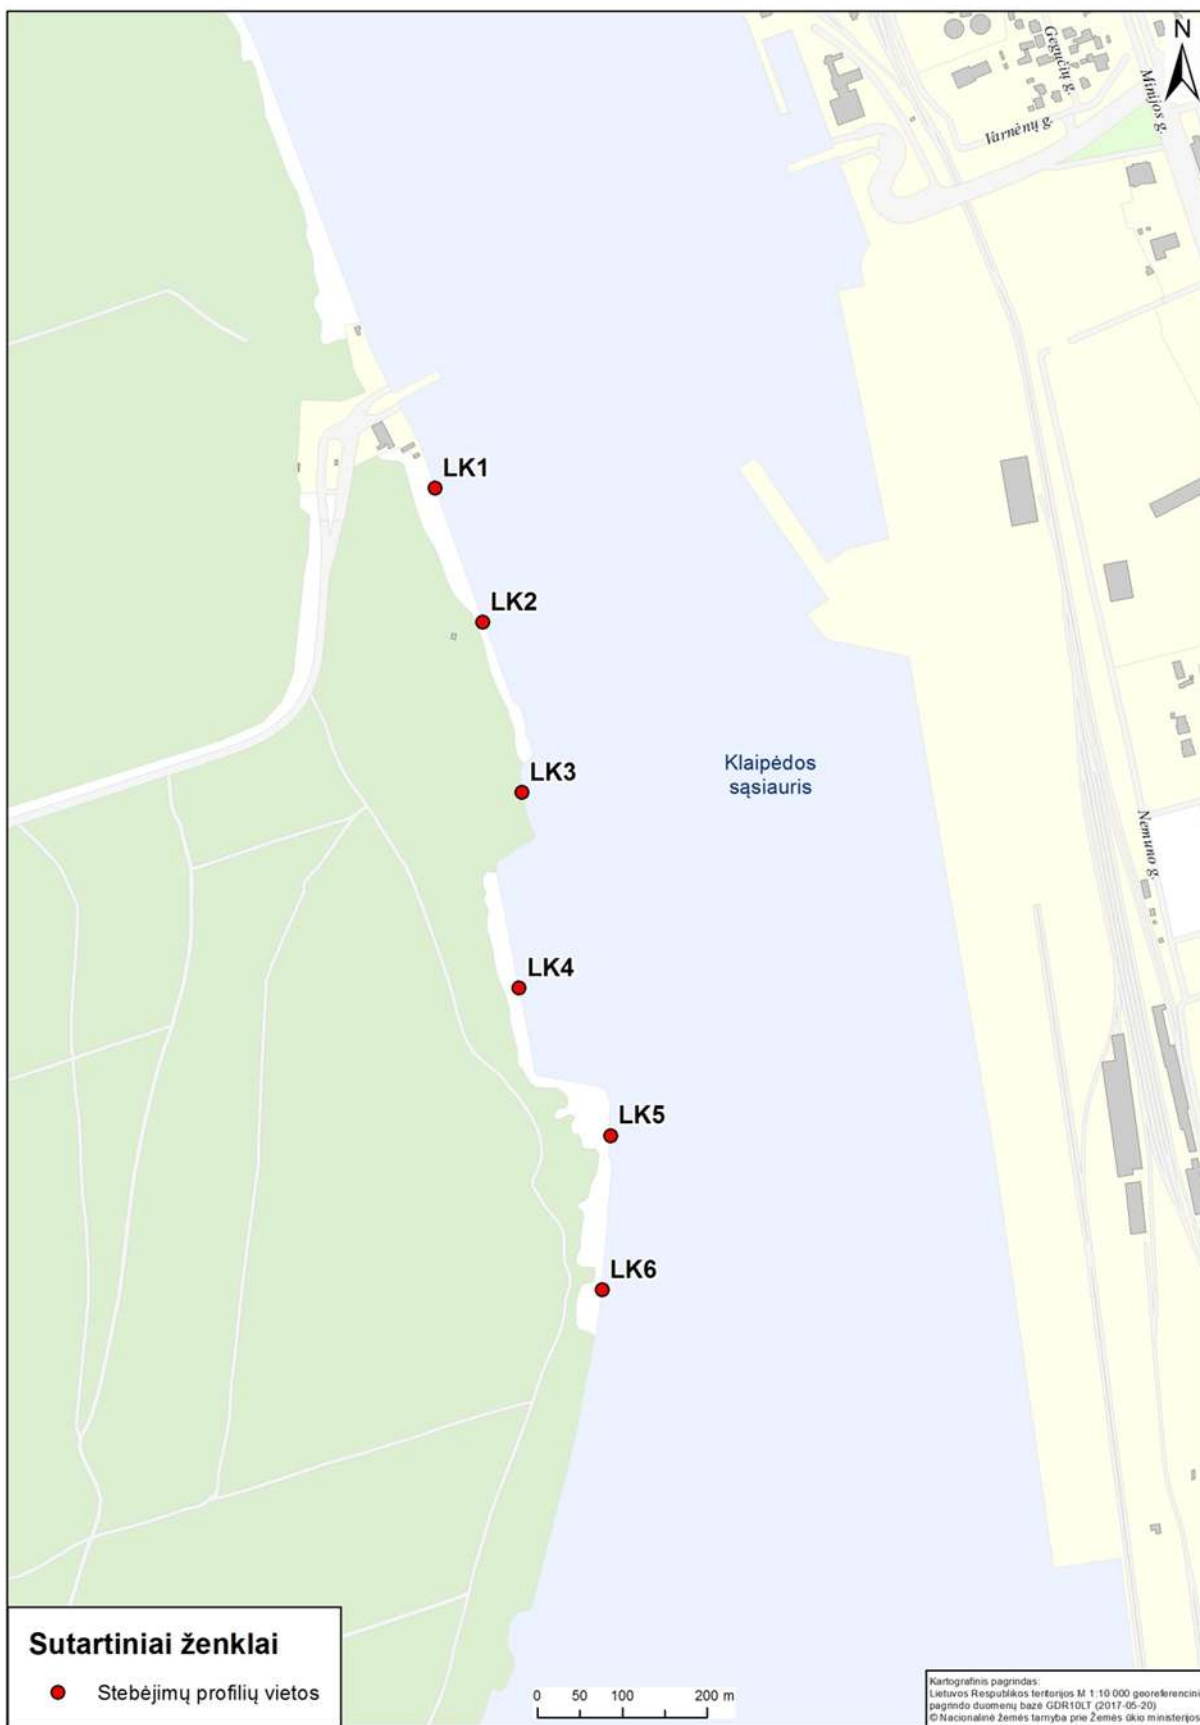 N
Gegučių g.
Minijos g.
Varnėnų g.
LK1
LK2
Klaipėdos
sąsiauris
LK3
Nemuno g.
LK4
LK5
LK6
Sutartiniai ženklai
Stebėjimų profilių vietos
0 50 100 200 m
Kartografinis pagrindas:
Lietuvos Respublikos teritorijos M 1:10 000 georeferencini
pagrindo duomenų bazė GDR10LT (2017-05-20)
© Nacionalinė žemės tarnyba prie Žemės ūkio ministerijos